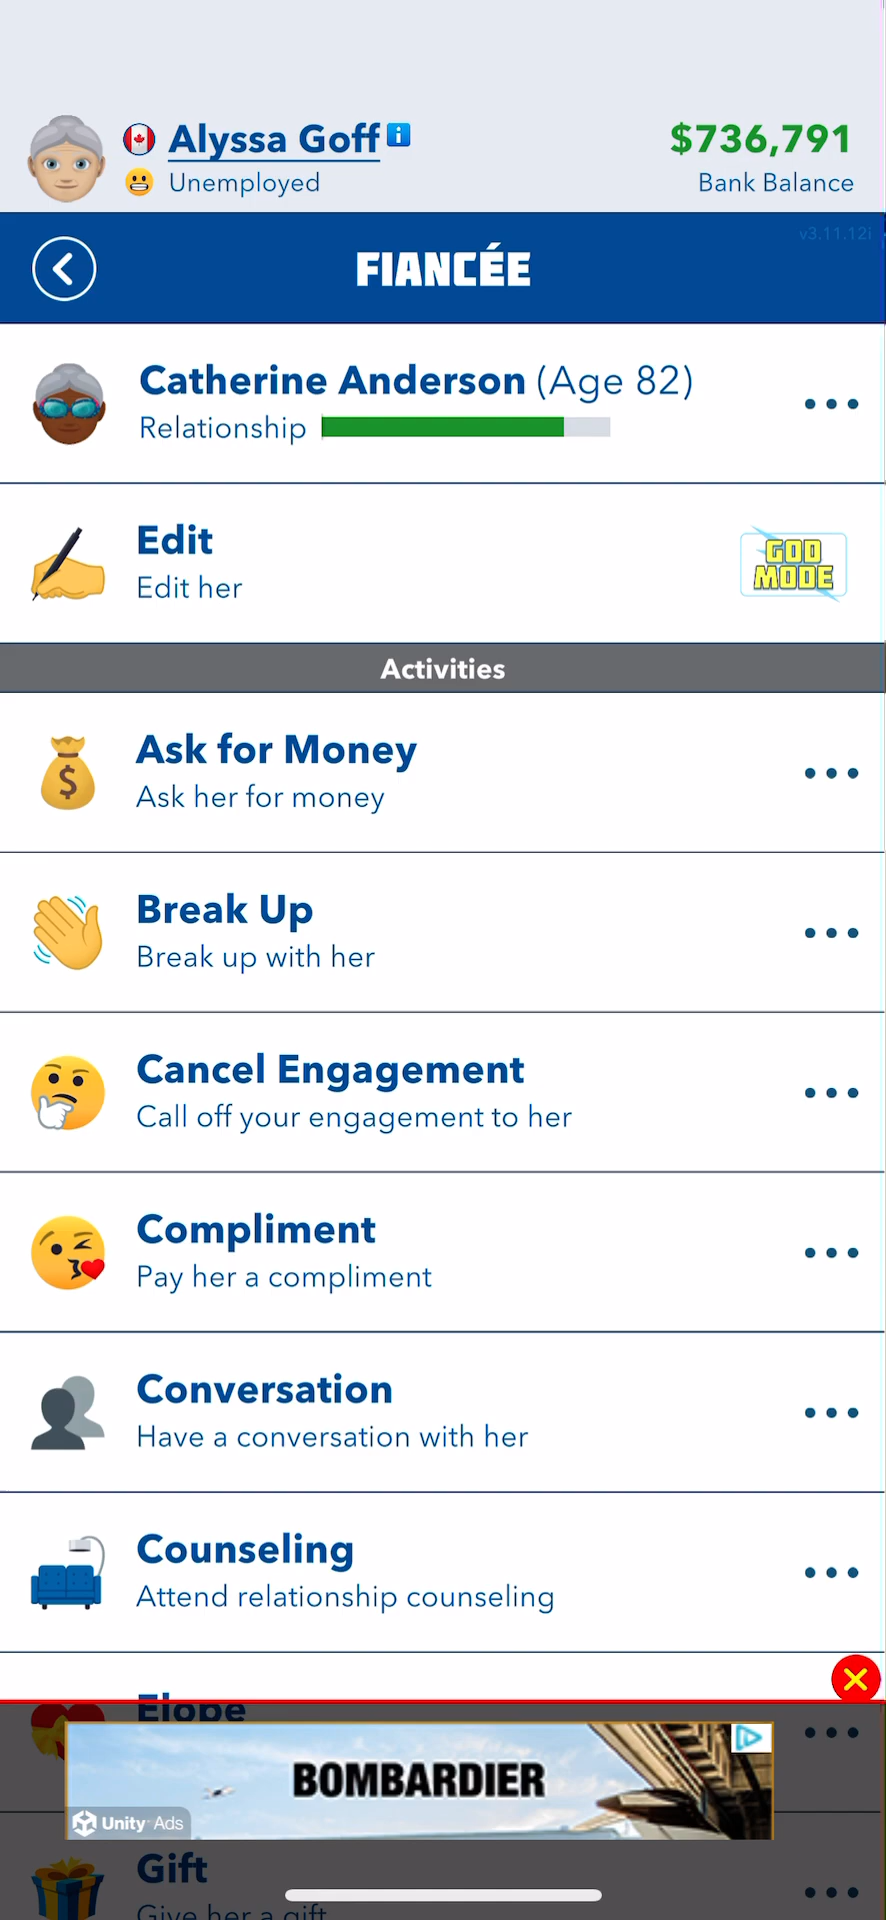 Alyssa Goff
$736,791
Unemployed
Bank Balance
v3.11.12i
FIANCÉE
Catherine Anderson (Age 82)
Relationship
Edit
Edit her
GOD
MODE
Activities
Ask for Money
Ask her for money
Break Up
Break up with her
Cancel Engagement
Call off your engagement to her
Compliment
Pay her a compliment
Conversation
Have a conversation with her
Counseling
Attend relationship counseling
Elope
BOMBARDIER
Unity Ads
Gift
Give her a gift